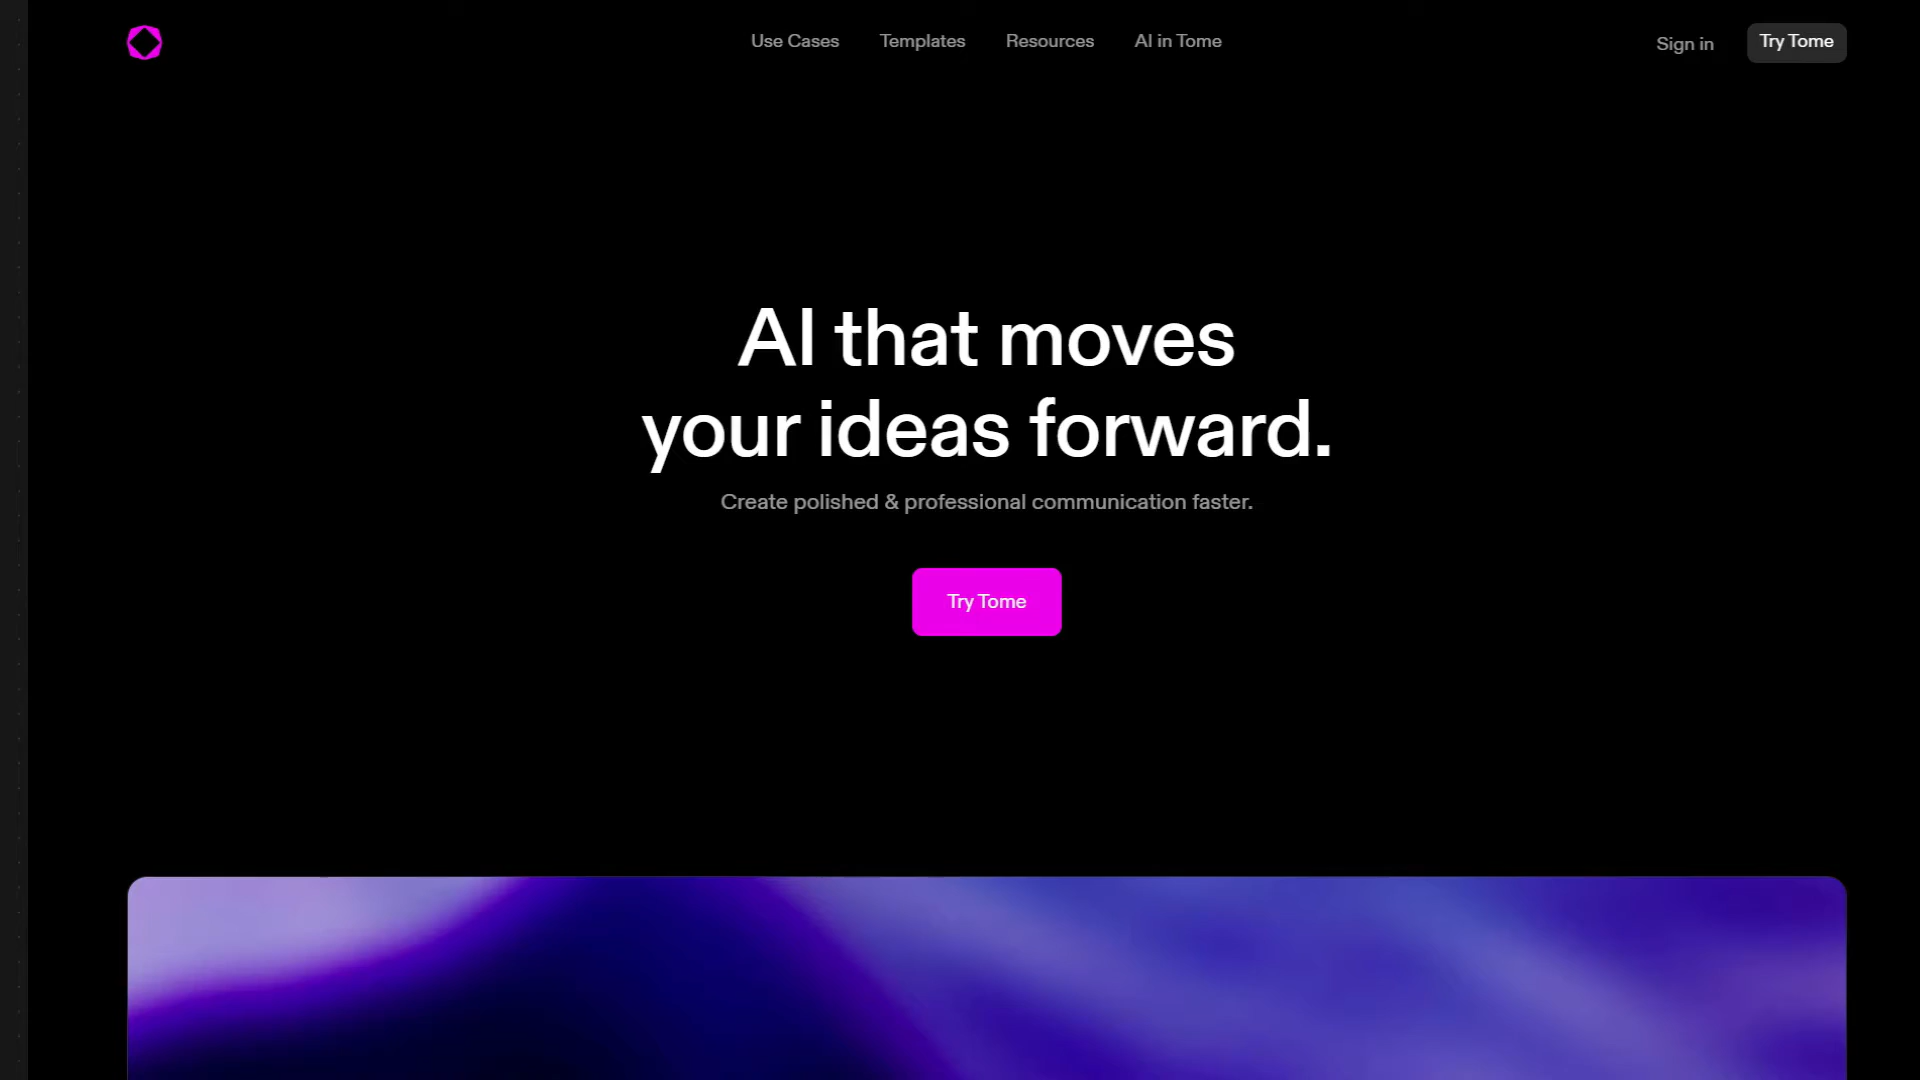 Use Cases Templates Resources AI in Tome Sign in Try Tome
AI that moves
your ideas forward.
Create polished & professional communication faster.
Try Tome